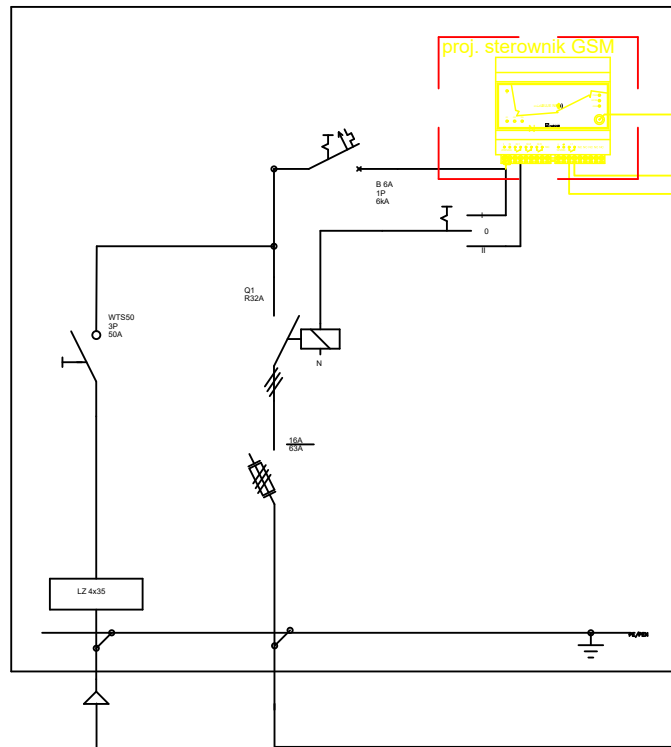 proj. sterownik GSM
B 6A
1P
6kA
I
0
II
Q1
R32A
WTS50
3P
50A
N
16A
63A
LZ 4x35
PE/PEN